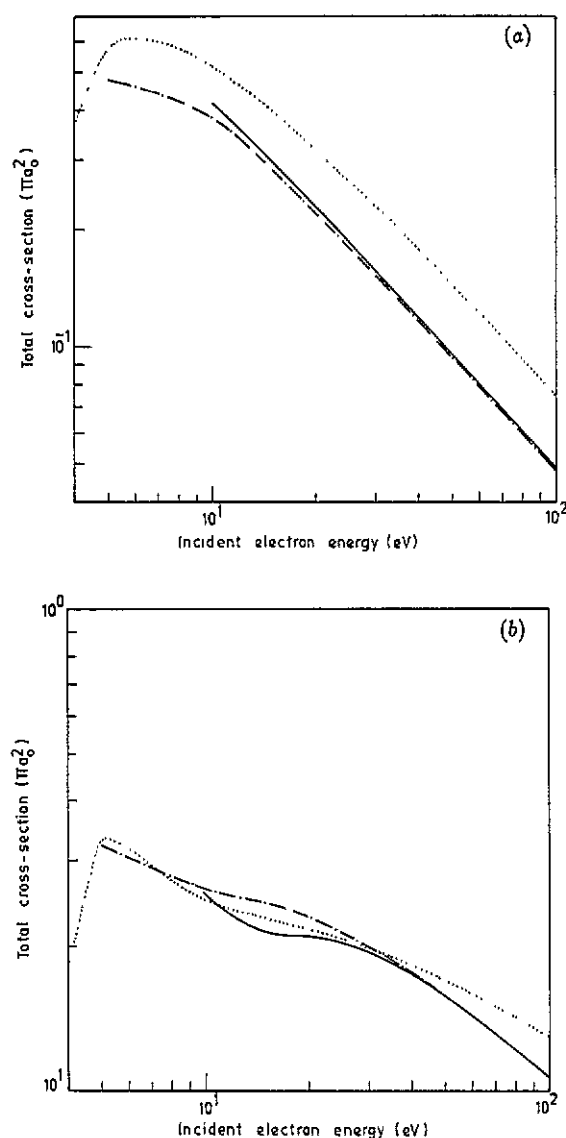 (a)
Total cross-section (πa₀²)
10⁻¹
10¹
10²
Incident electron energy (eV)
(b)
10⁰
Total cross-section (πa₀²)
10¹
10¹
10²
Incident electron energy (eV)